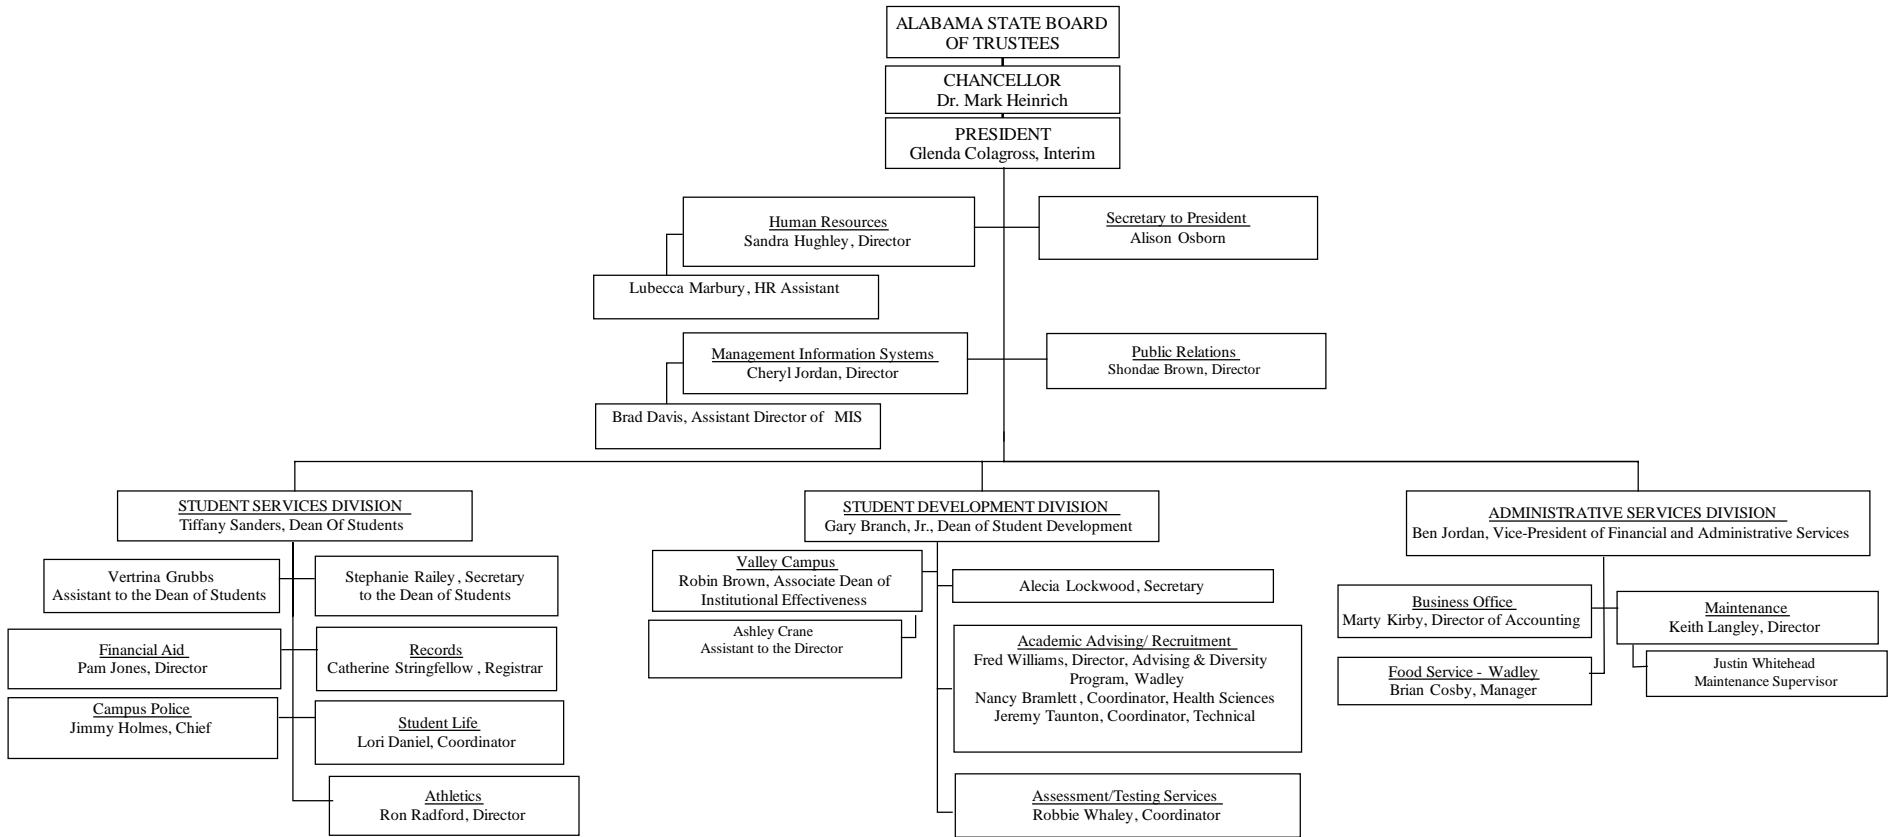 ALABAMA STATE BOARD
OF TRUSTEES
CHANCELLOR
Dr. Mark Heinrich
PRESIDENT
Glenda Colagross, Interim
Human Resources
Sandra Hughley, Director
Secretary to President
Alison Osborn
Lubecca Marbury, HR Assistant
Management Information Systems
Cheryl Jordan, Director
Public Relations
Shondae Brown, Director
Brad Davis, Assistant Director of MIS
STUDENT SERVICES DIVISION
Tiffany Sanders, Dean Of Students
Vertrina Grubbs
Assistant to the Dean of Students
Stephanie Railey, Secretary
to the Dean of Students
Financial Aid
Pam Jones, Director
Records
Catherine Stringfellow, Registrar
Campus Police
Jimmy Holmes, Chief
Student Life
Lori Daniel, Coordinator
Athletics
Ron Radford, Director
STUDENT DEVELOPMENT DIVISION
Gary Branch, Jr., Dean of Student Development
Valley Campus
Robin Brown, Associate Dean of
Institutional Effectiveness
Alecia Lockwood, Secretary
Ashley Crane
Assistant to the Director
Academic Advising/ Recruitment
Fred Williams, Director, Advising & Diversity
Program, Wadley
Nancy Bramlett, Coordinator, Health Sciences
Jeremy Taunton, Coordinator, Technical
Assessment/Testing Services
Robbie Whaley, Coordinator
ADMINISTRATIVE SERVICES DIVISION
Ben Jordan, Vice-President of Financial and Administrative Services
Business Office
Marty Kirby, Director of Accounting
Maintenance
Keith Langley, Director
Food Service - Wadley
Brian Cosby, Manager
Justin Whitehead
Maintenance Supervisor